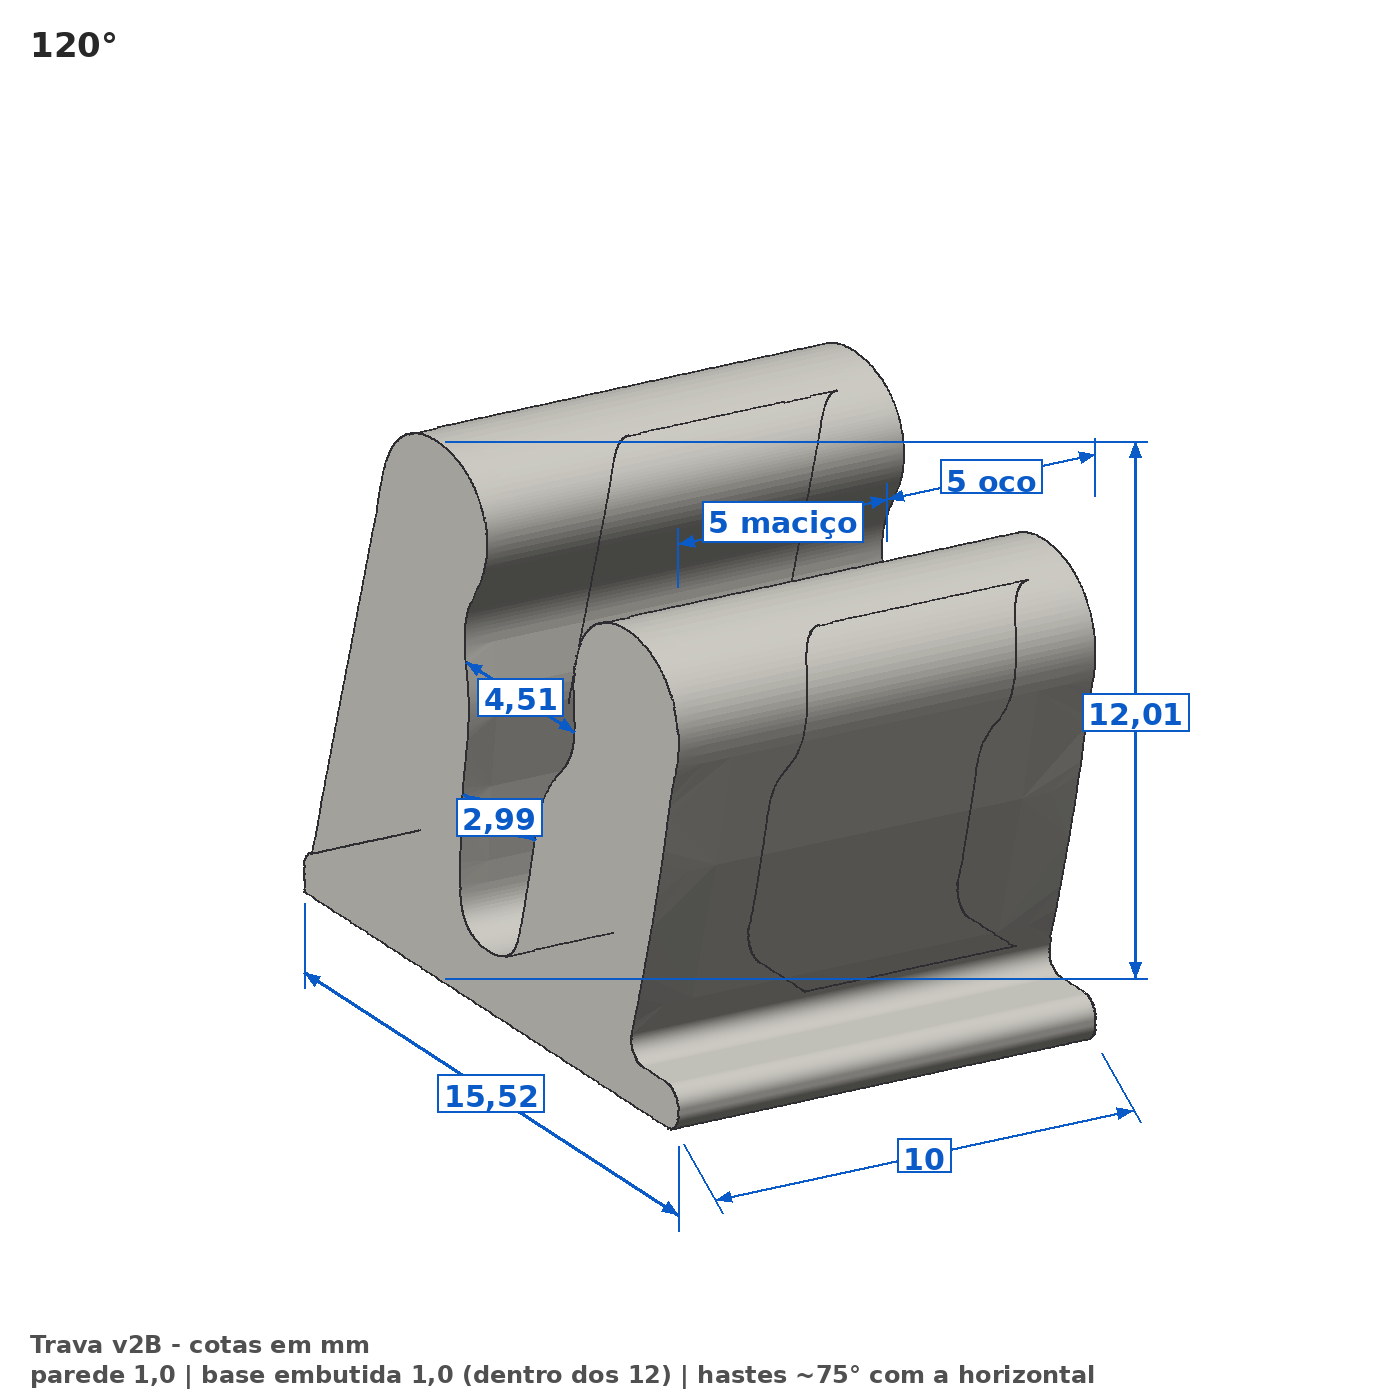 120°
5 oco
5 maciço
4,51
12,01
2,99
15,52
10
Trava v2B - cotas em mm
parede 1,0 | base embutida 1,0 (dentro dos 12) | hastes ~75° com a horizontal